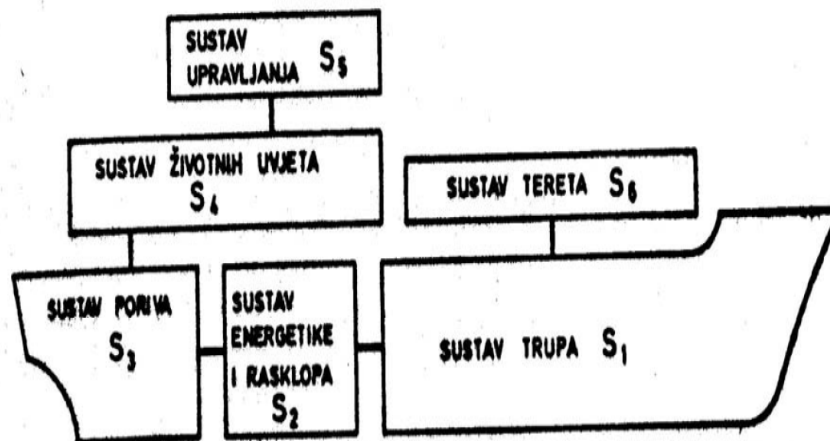 SUSTAV
UPRAVLJANJA S5
SUSTAV ŽIVOTNIH UVJETA
S4
SUSTAV TERETA S6
SUSTAV PORIVA
S3
SUSTAV
ENERGETIKE
I RASKLOPA
S2
SUSTAV TRUPA S1